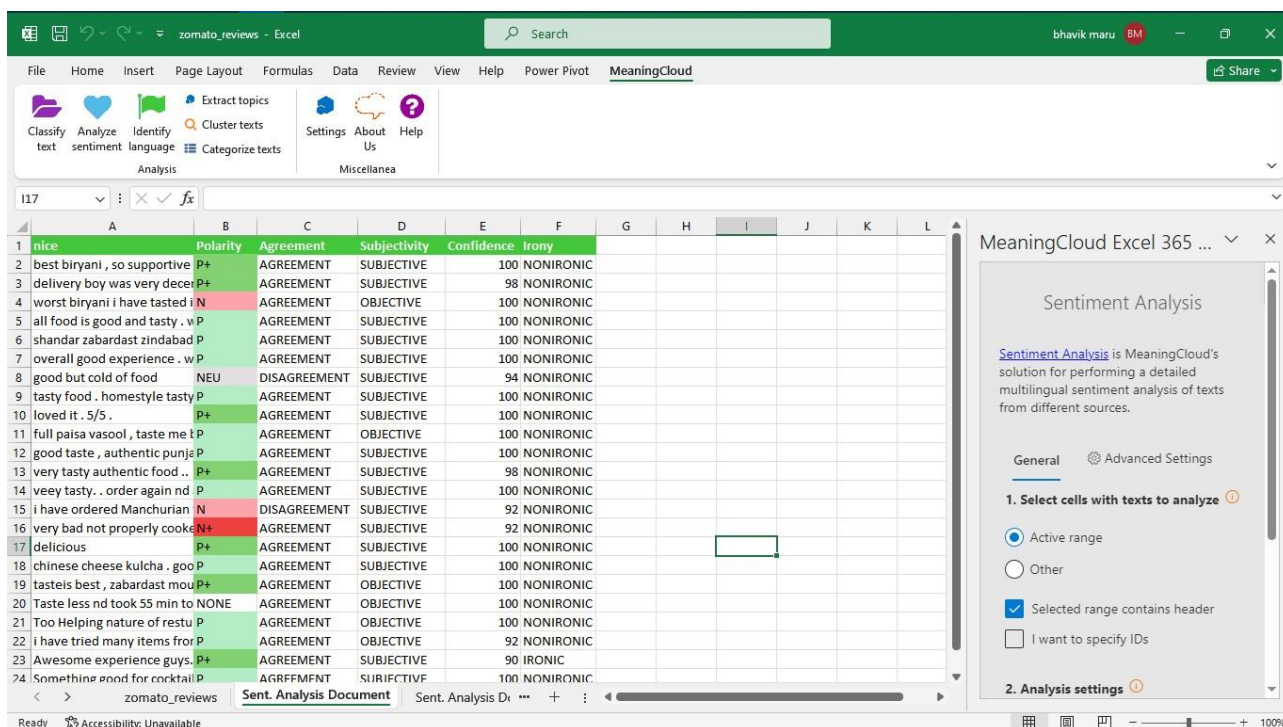 zomato_reviews - Excel Search bhavik maru BM
File Home Insert Page Layout Formulas Data Review View Help Power Pivot MeaningCloud Share
Classify text Analyze sentiment Identify language Extract topics Cluster texts Categorize texts Settings About Us Help
Analysis Miscellanea
I17 fx
A B C D E F G H I J K L
1 nice Polarity Agreement Subjectivity Confidence Irony
2 best biryani , so supportive P+ AGREEMENT SUBJECTIVE 100 NONIRONIC
3 delivery boy was very decer P+ AGREEMENT SUBJECTIVE 98 NONIRONIC
4 worst biryani i have tasted i N AGREEMENT OBJECTIVE 100 NONIRONIC
5 all food is good and tasty . w P AGREEMENT SUBJECTIVE 100 NONIRONIC
6 shandar zabardast zindabad P AGREEMENT SUBJECTIVE 100 NONIRONIC
7 overall good experience . w P AGREEMENT SUBJECTIVE 100 NONIRONIC
8 good but cold of food NEU DISAGREEMENT SUBJECTIVE 94 NONIRONIC
9 tasty food . homestyle tasty P AGREEMENT SUBJECTIVE 100 NONIRONIC
10 loved it . 5/5 . P+ AGREEMENT SUBJECTIVE 100 NONIRONIC
11 full paisa vasool , taste me P AGREEMENT OBJECTIVE 100 NONIRONIC
12 good taste , authentic punja P AGREEMENT SUBJECTIVE 100 NONIRONIC
13 very tasty authentic food .. P+ AGREEMENT SUBJECTIVE 98 NONIRONIC
14 veey tasty. . order again nd P AGREEMENT SUBJECTIVE 100 NONIRONIC
15 i have ordered Manchurian N DISAGREEMENT SUBJECTIVE 92 NONIRONIC
16 very bad not properly cooke N+ AGREEMENT SUBJECTIVE 92 NONIRONIC
17 delicious P+ AGREEMENT SUBJECTIVE 100 NONIRONIC
18 chinese cheese kulcha . goo P AGREEMENT SUBJECTIVE 100 NONIRONIC
19 tasteis best , zabardast mou P+ AGREEMENT OBJECTIVE 100 NONIRONIC
20 Taste less nd took 55 min to NONE AGREEMENT OBJECTIVE 100 NONIRONIC
21 Too Helping nature of restu P AGREEMENT OBJECTIVE 100 NONIRONIC
22 i have tried many items fror P AGREEMENT OBJECTIVE 92 NONIRONIC
23 Awesome experience guys. P+ AGREEMENT SUBJECTIVE 90 IRONIC
24 Something good for cocktail P AGREEMENT SUBJECTIVE 100 NONIRONIC
zomato_reviews Sent. Analysis Document Sent. Analysis Do ... +
Ready Accessibility: Unavailable 100%
MeaningCloud Excel 365 ...
Sentiment Analysis
Sentiment Analysis is MeaningCloud's
solution for performing a detailed
multilingual sentiment analysis of texts
from different sources.
General Advanced Settings
1. Select cells with texts to analyze
Active range
Other
Selected range contains header
I want to specify IDs
2. Analysis settings